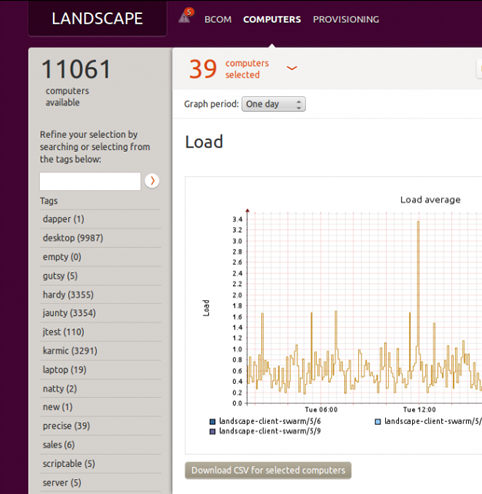 LANDSCAPE
5
BCOM COMPUTERS PROVISIONING
11061
computers
available
Refine your selection by
searching or selecting from
the tags below:
Tags
dapper (1)
desktop (9987)
empty (0)
gutsy (5)
hardy (3355)
jaunty (3354)
jtest (110)
karmic (3291)
laptop (19)
natty (2)
new (1)
precise (39)
sales (6)
scriptable (5)
server (5)
39 computers
selected
Graph period: One day
Load
Load average
3.4
3.2
3.0
2.8
2.6
2.4
2.2
2.0
1.8
1.6
1.4
1.2
1.0
0.8
0.6
0.4
0.2
0.0
Load
Tue 06:00 Tue 12:00
landscape-client-swarm/5/6 landscape-client-swarm/5/
landscape-client-swarm/5/9
Download CSV for selected computers